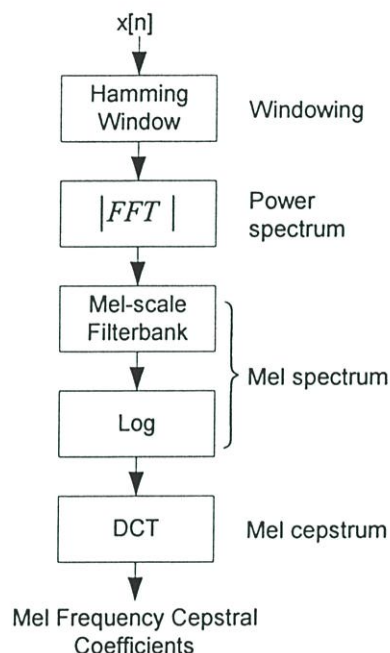 x[n]
Hamming
Window
Windowing
|FFT |
Power
spectrum
Mel-scale
Filterbank
Mel spectrum
Log
DCT
Mel cepstrum
Mel Frequency Cepstral
Coefficients